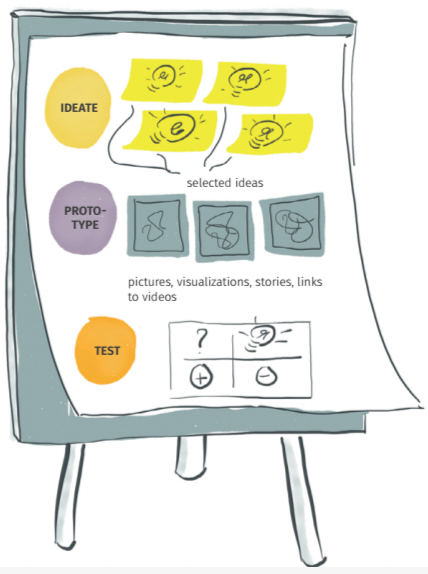 IDEATE
selected ideas
PROTO-
TYPE
pictures, visualizations, stories, links
to videos
TEST
?
+
-